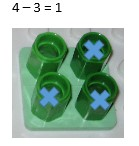 4 – 3 = 1